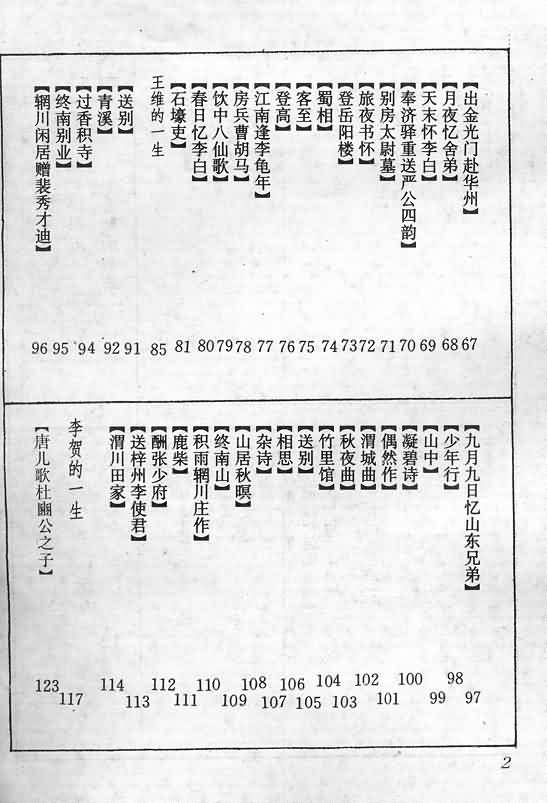 【出金光门赴华州】 67
【月夜忆舍弟】 68
【天末怀李白】 69
【奉济驿重送严公四韵】 70
【别房太尉墓】 71
【旅夜书怀】 72
【登岳阳楼】 73
【蜀相】 74
【客至】 75
【登高】 76
【江南逢李龟年】 77
【房兵曹胡马】 78
【饮中八仙歌】 79
【春日忆李白】 80
【石壕吏】 81
王维的一生 85
【送别】 91
【青溪】 92
【过香积寺】 94
【终南别业】 95
【辋川闲居赠裴秀才迪】 96
【九月九日忆山东兄弟】 97
【少年行】 98
【山中】 99
【凝碧诗】 100
【偶然作】 101
【渭城曲】 102
【秋夜曲】 103
【竹里馆】 104
【送别】 105
【相思】 106
【杂诗】 107
【山居秋暝】 108
【终南山】 109
【积雨辋川庄作】 110
【鹿柴】 111
【酬张少府】 112
【送梓州李使君】 113
【渭川田家】 114
李贺的一生 117
【唐儿歌杜豳公之子】 123
2